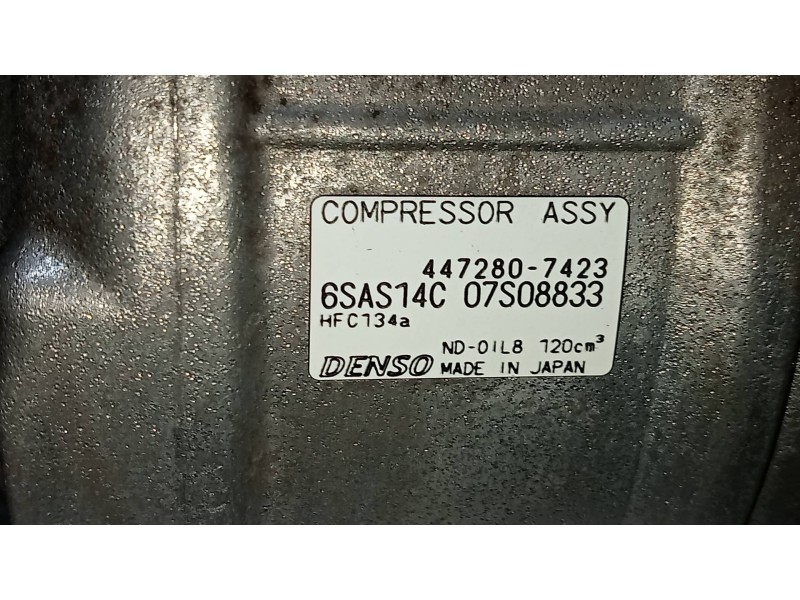 COMPRESSOR ASSY
447280-7423
6SAS14C 07S08833
HFC134a
ND-OIL8 120cm³
DENSO MADE IN JAPAN